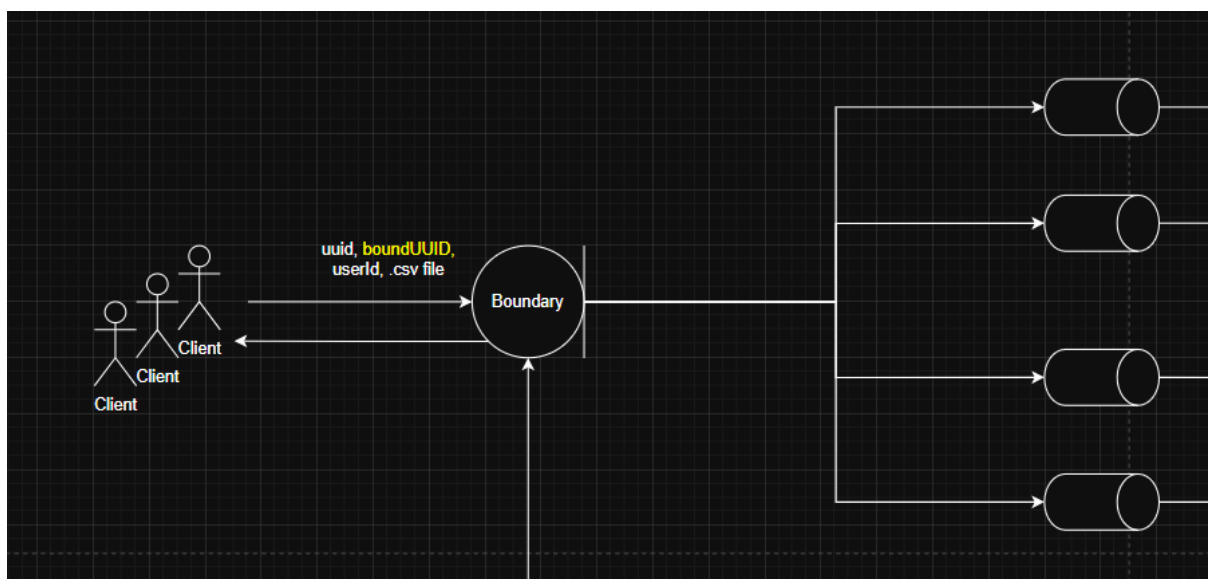 uuid, boundUUID,
userId, .csv file
Boundary
Client
Client
Client